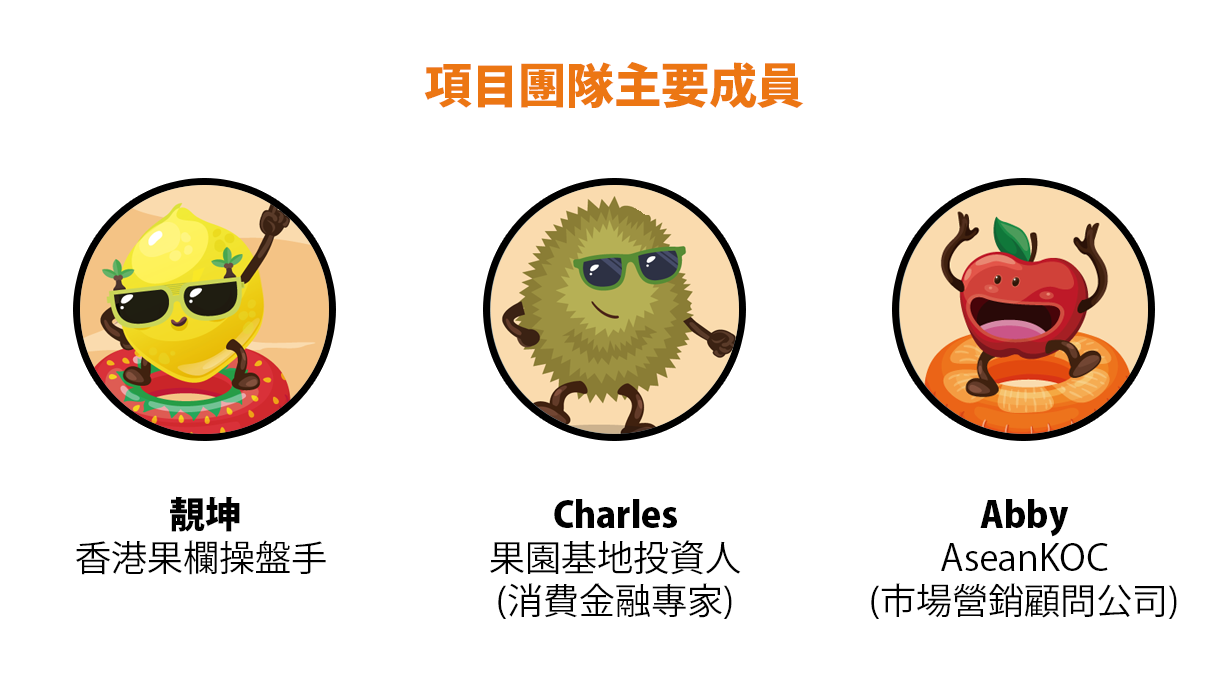 項目團隊主要成員
靚坤
香港果欄操盤手
Charles
果園基地投資人
(消費金融專家)
Abby
AseanKOC
(市場營銷顧問公司)